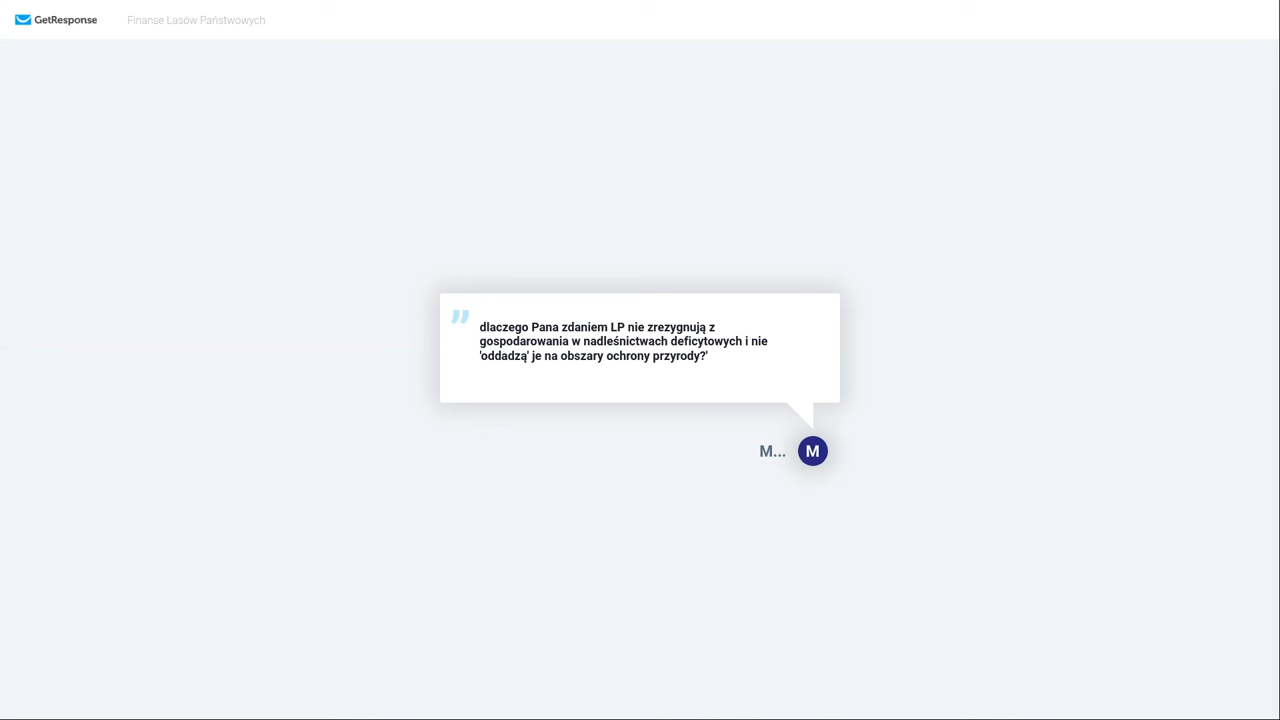 GetResponse
Finanse Lasów Państwowych
" dlaczego Pana zdaniem LP nie zrezygnują z
gospodarowania w nadleśnictwach deficytowych i nie
'oddadzą' je na obszary ochrony przyrody?'
M... M